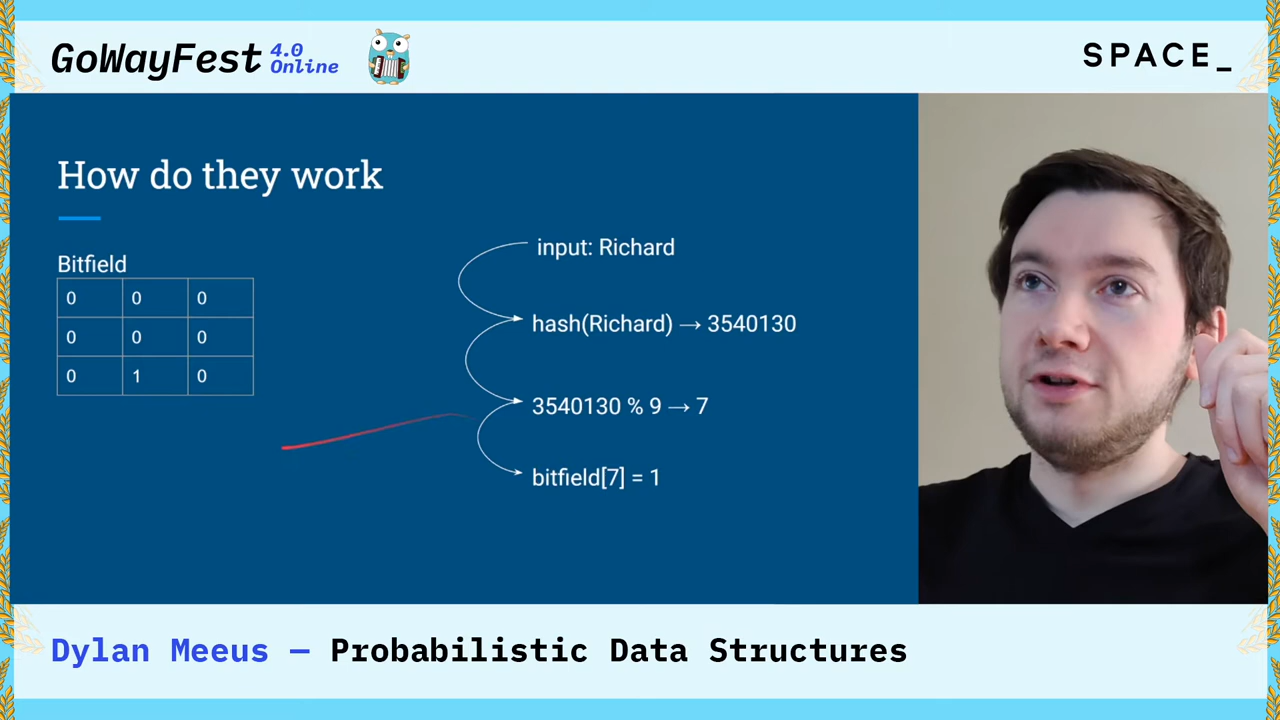 GoWayFest 4.0 Online
SPACE_
How do they work
Bitfield
0 0 0
0 0 0
0 1 0
input: Richard
hash(Richard) → 3540130
3540130 % 9 → 7
bitfield[7] = 1
Dylan Meeus — Probabilistic Data Structures